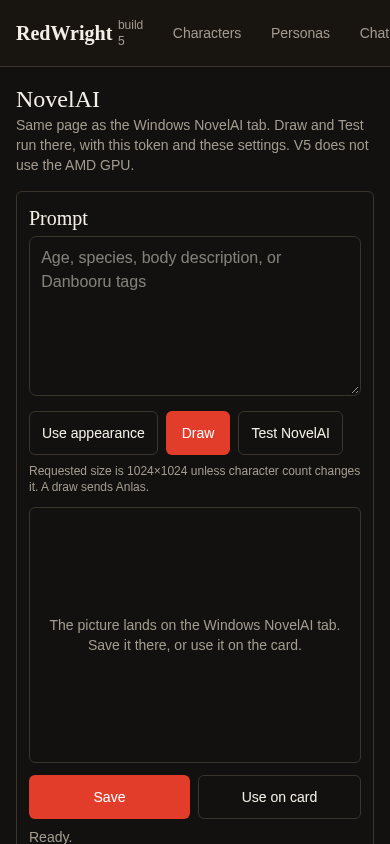 RedWright build 5 Characters Personas Chat
NovelAI
Same page as the Windows NovelAI tab. Draw and Test
run there, with this token and these settings. V5 does not
use the AMD GPU.
Prompt
Age, species, body description, or
Danbooru tags
Use appearance Draw Test NovelAI
Requested size is 1024×1024 unless character count changes
it. A draw sends Anlas.
The picture lands on the Windows NovelAI tab.
Save it there, or use it on the card.
Save Use on card
Ready.